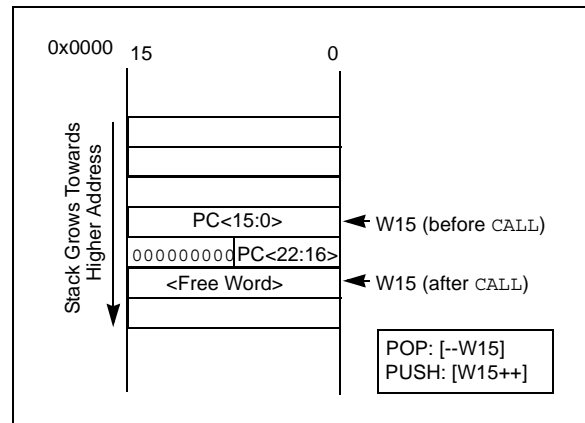 0x0000 15 0
Stack Grows Towards
Higher Address
PC<15:0>
W15 (before CALL)
000000000 PC<22:16>
<Free Word>
W15 (after CALL)
POP: [--W15]
PUSH: [W15++]